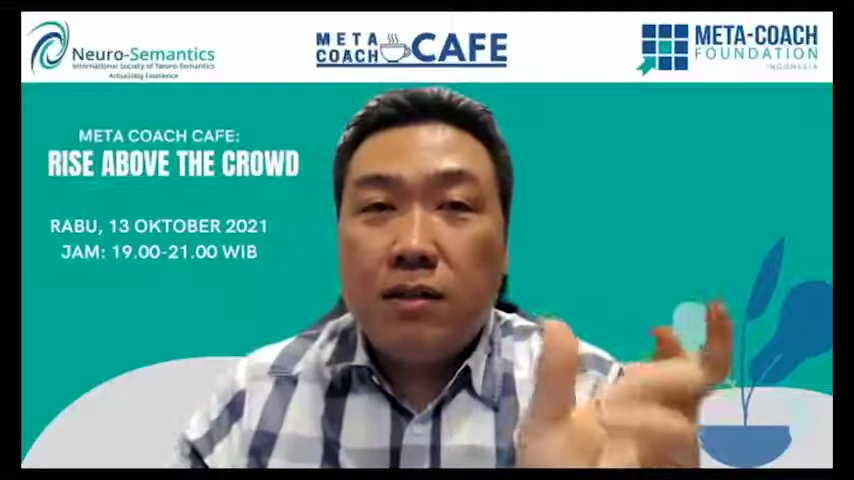 Neuro-Semantics
International Society of Neuro-Semantics
Actualizing Excellence
META
COACH CAFE
META-COACH
FOUNDATION
INDONESIA
META COACH CAFE:
RISE ABOVE THE CROWD
RABU, 13 OKTOBER 2021
JAM: 19.00-21.00 WIB